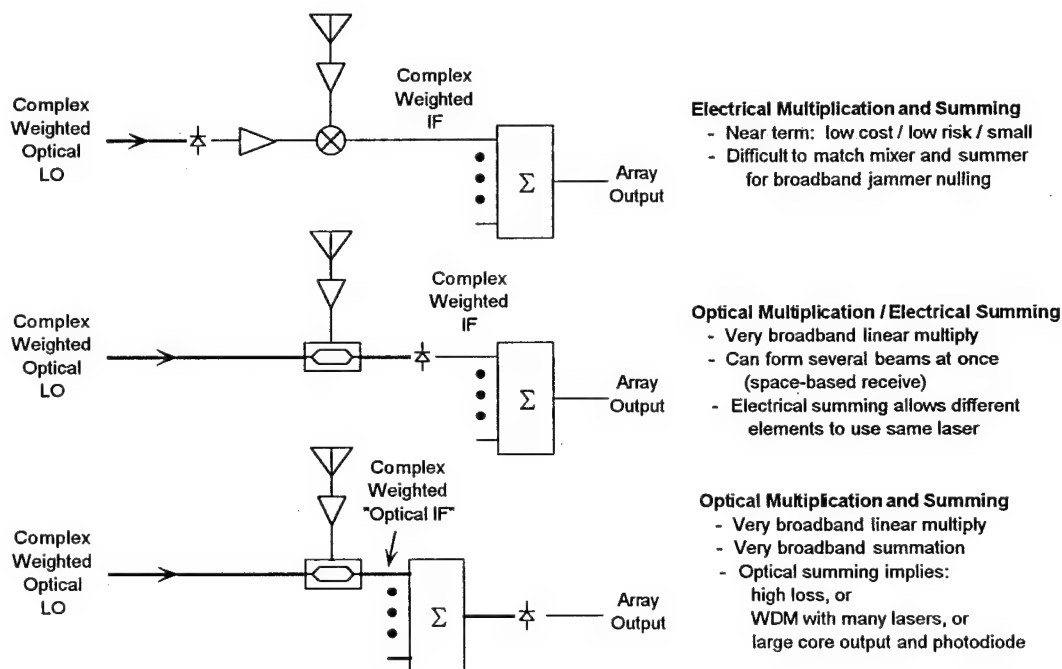 Complex
Weighted
Optical
LO
Complex
Weighted
IF
Σ
Array
Output
Electrical Multiplication and Summing
- Near term: low cost / low risk / small
- Difficult to match mixer and summer
for broadband jammer nulling
Complex
Weighted
Optical
LO
Complex
Weighted
IF
Σ
Array
Output
Optical Multiplication / Electrical Summing
- Very broadband linear multiply
- Can form several beams at once
(space-based receive)
- Electrical summing allows different
elements to use same laser
Complex
Weighted
Optical
LO
Complex
Weighted
"Optical IF"
Σ
Array
Output
Optical Multiplication and Summing
- Very broadband linear multiply
- Very broadband summation
- Optical summing implies:
high loss, or
WDM with many lasers, or
large core output and photodiode